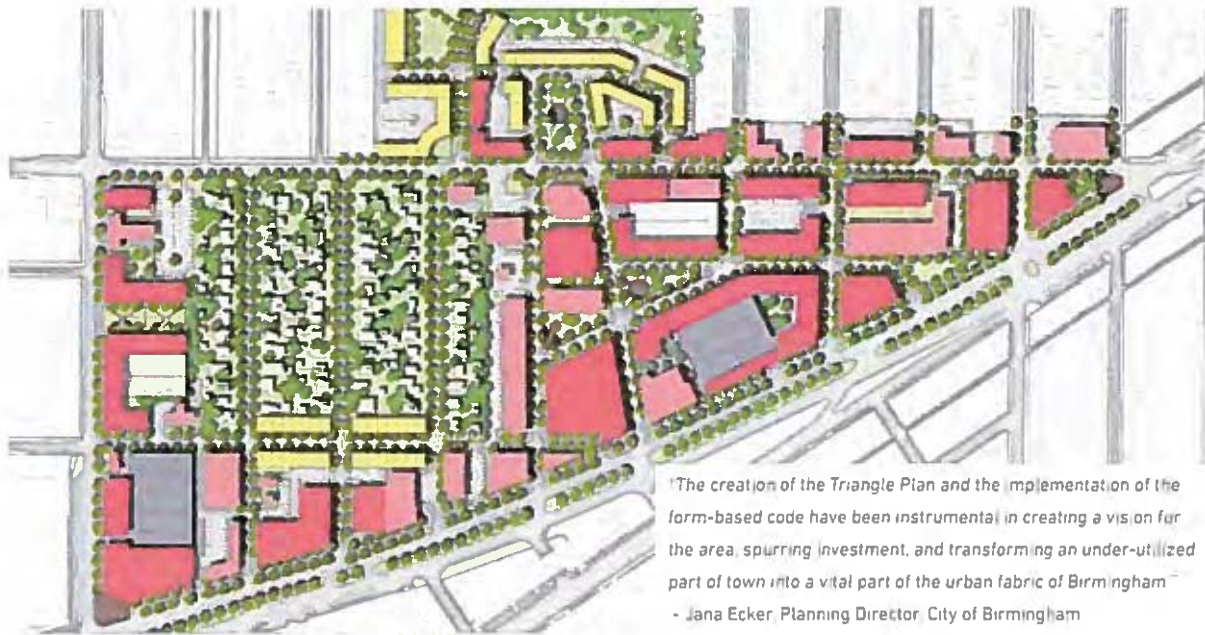 "The creation of the Triangle Plan and the implementation of the
form-based code have been instrumental in creating a vision for
the area, spurring investment, and transforming an under-utilized
part of town into a vital part of the urban fabric of Birmingham"
- Jana Ecker, Planning Director, City of Birmingham